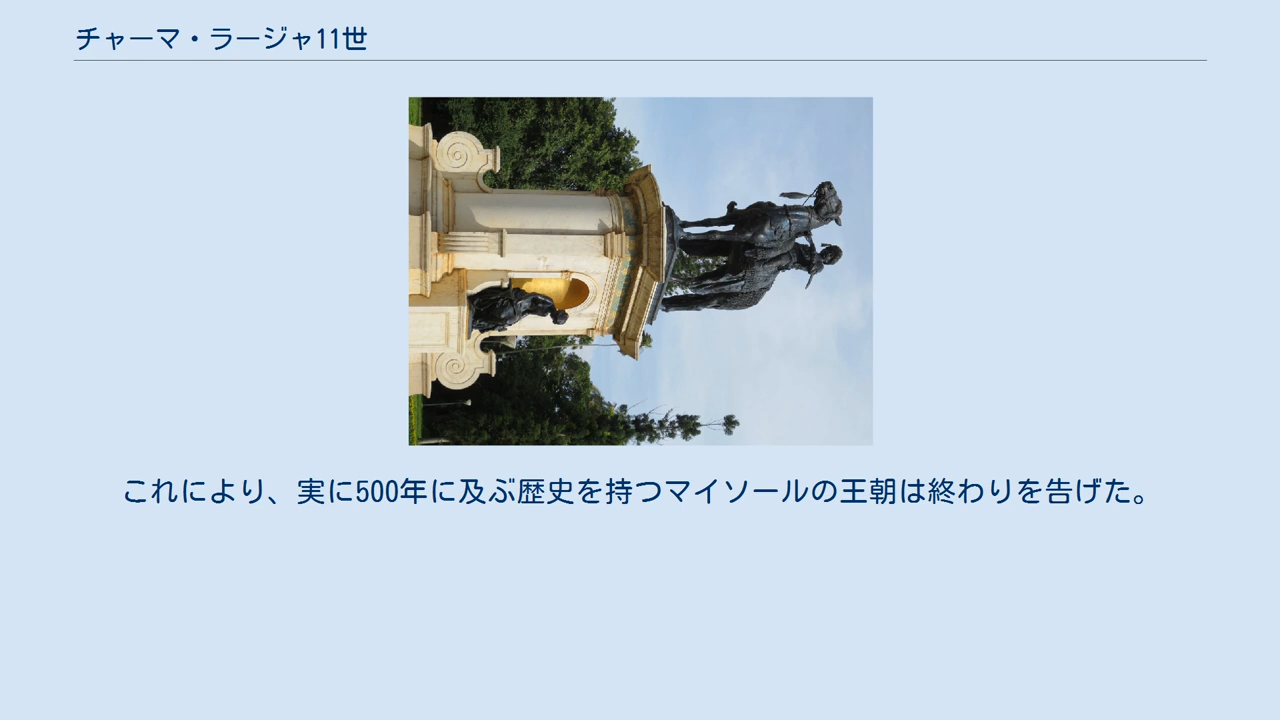 チャーマ・ラージャ11世
これにより、実に500年に及ぶ歴史を持つマイソールの王朝は終わりを告げた。